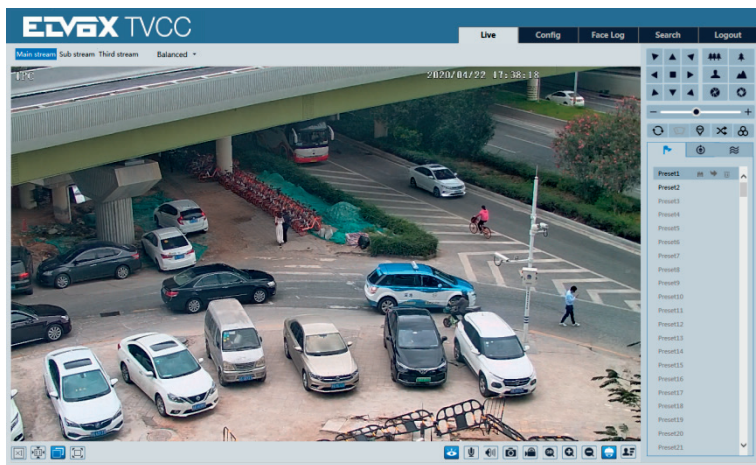 ELVOX TVCC
Live Config Face Log Search Logout
Main stream Sub stream Third stream Balanced
IPC 2020/04/22 17:38:18
Preset1
Preset2
Preset3
Preset4
Preset5
Preset6
Preset7
Preset8
Preset9
Preset10
Preset11
Preset12
Preset13
Preset14
Preset15
Preset16
Preset17
Preset18
Preset19
Preset20
Preset21